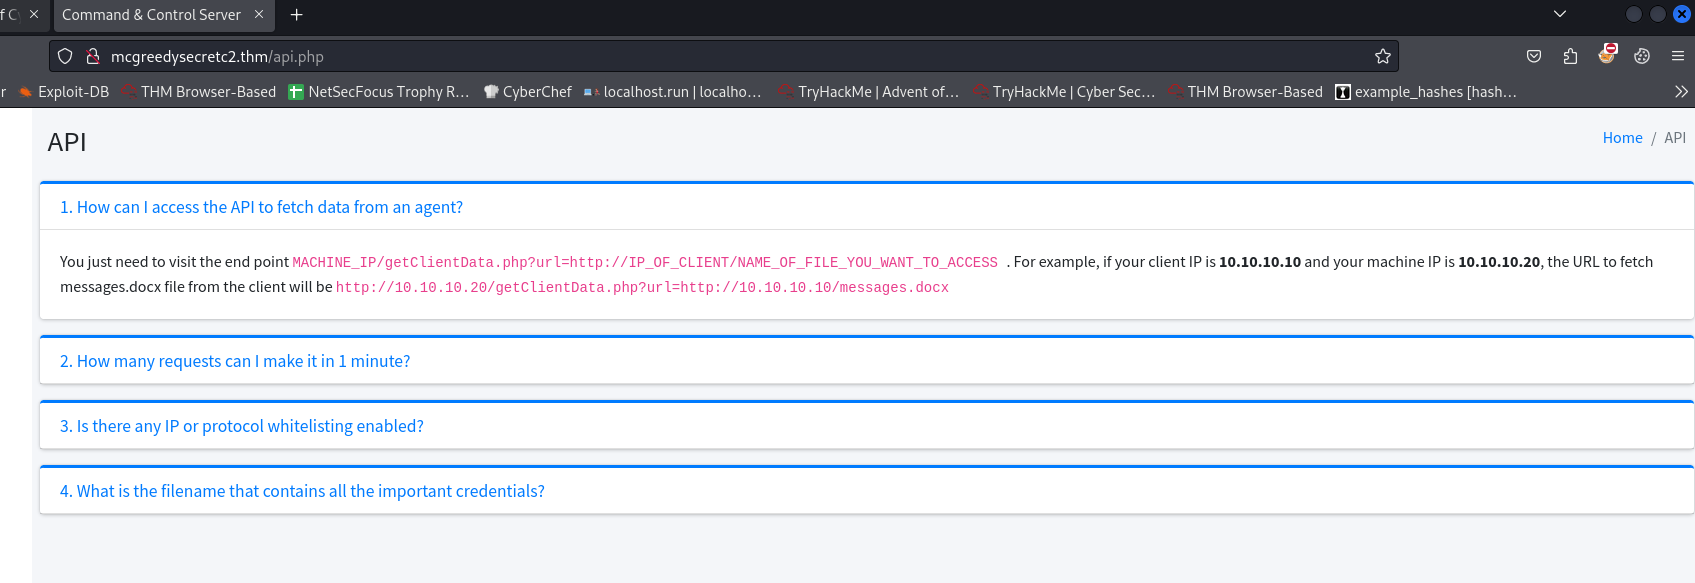 f C
Command & Control Server
mcgreedysecretc2.thm/api.php
r Exploit-DB THM Browser-Based NetSecFocus Trophy R... CyberChef localhost.run | localho... TryHackMe | Advent of... TryHackMe | Cyber Sec... THM Browser-Based example_hashes [hash...
API
Home / API
1. How can I access the API to fetch data from an agent?
You just need to visit the end point MACHINE_IP/getClientData.php?url=http://IP_OF_CLIENT/NAME_OF_FILE_YOU_WANT_TO_ACCESS . For example, if your client IP is 10.10.10.10 and your machine IP is 10.10.10.20, the URL to fetch
messages.docx file from the client will be http://10.10.10.20/getClientData.php?url=http://10.10.10.10/messages.docx
2. How many requests can I make it in 1 minute?
3. Is there any IP or protocol whitelisting enabled?
4. What is the filename that contains all the important credentials?